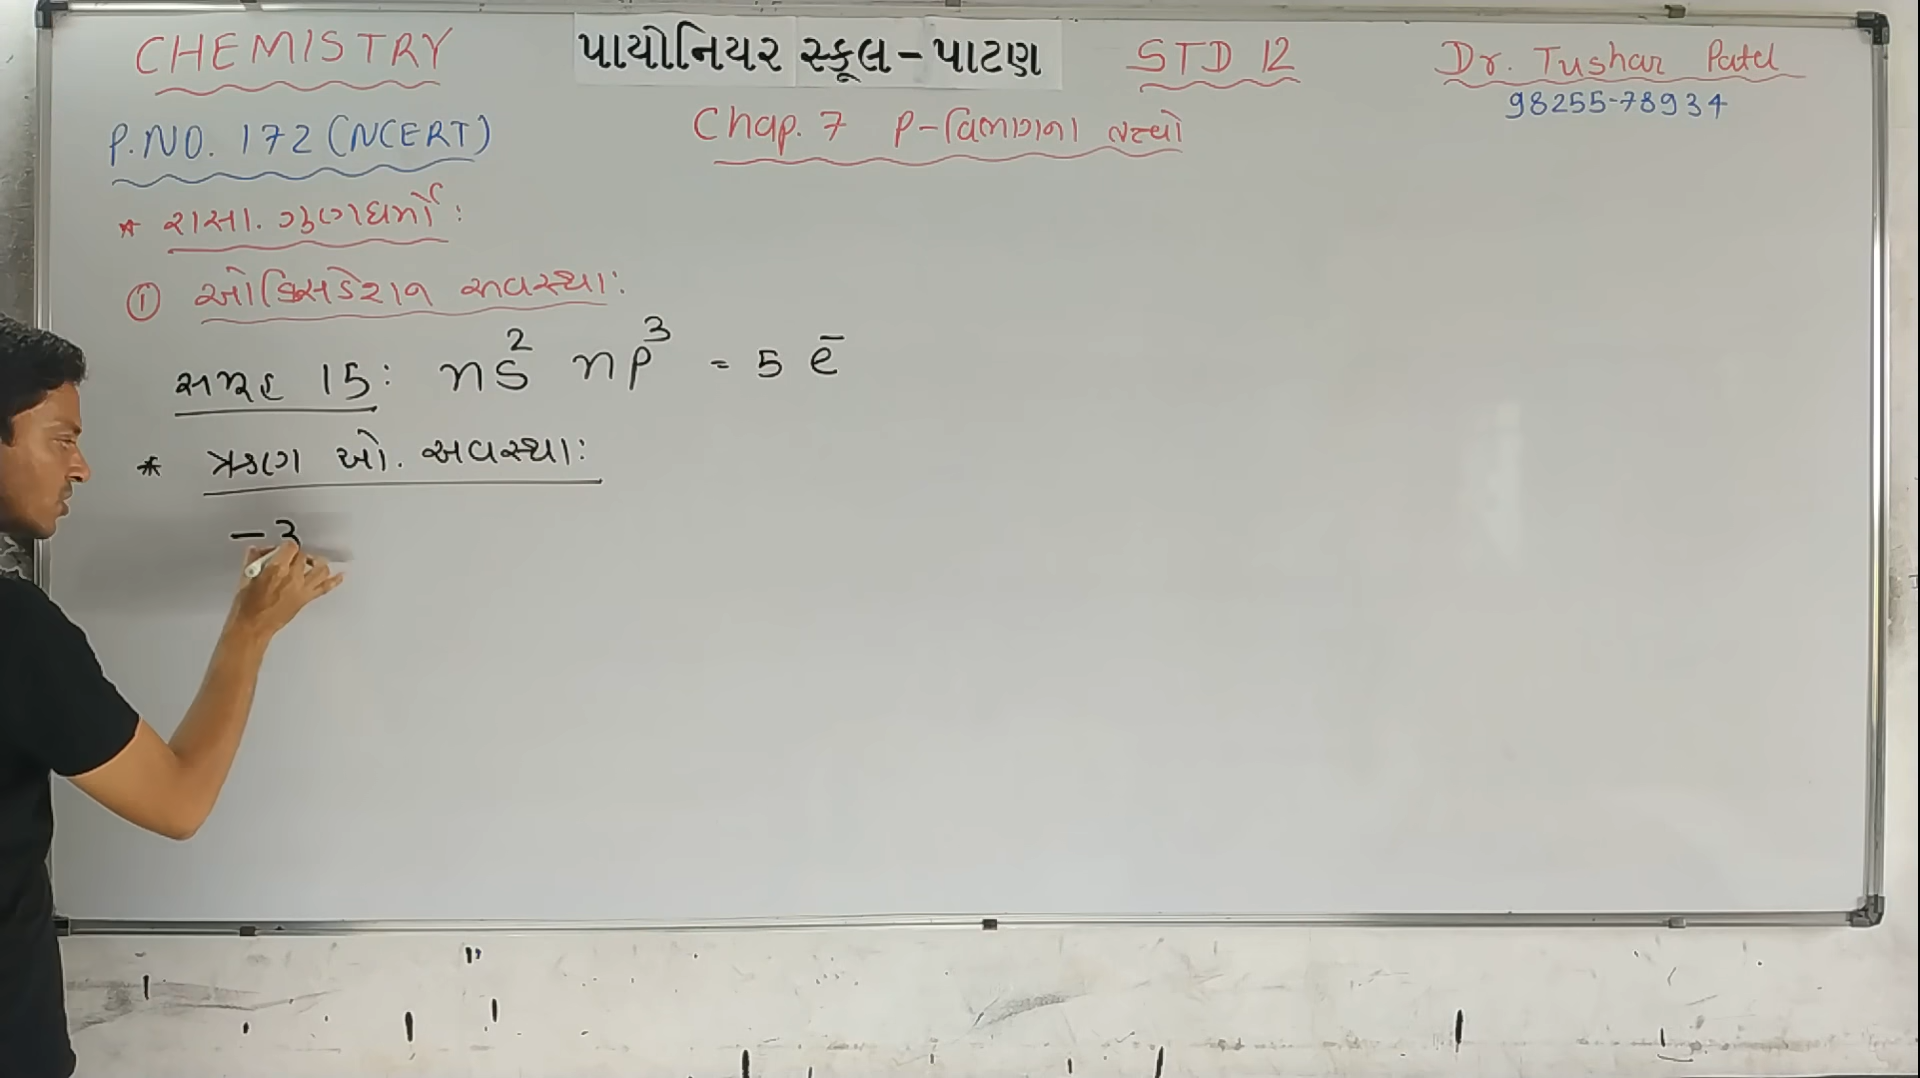 CHEMISTRY પાયોનિયર સ્કૂલ - પાટણ STD 12 Dr. Tushar Patel
98255-78934
P.NO. 172 (NCERT) Chap. 7 P-વિભાગના તત્વો
* રાસા. ગુણધર્મો :
① ઓક્સિડેશન અવસ્થા :
સમૂહ 15 : ns² np³ = 5 e⁻
* ઋણ ઓ. અવસ્થા :
-3